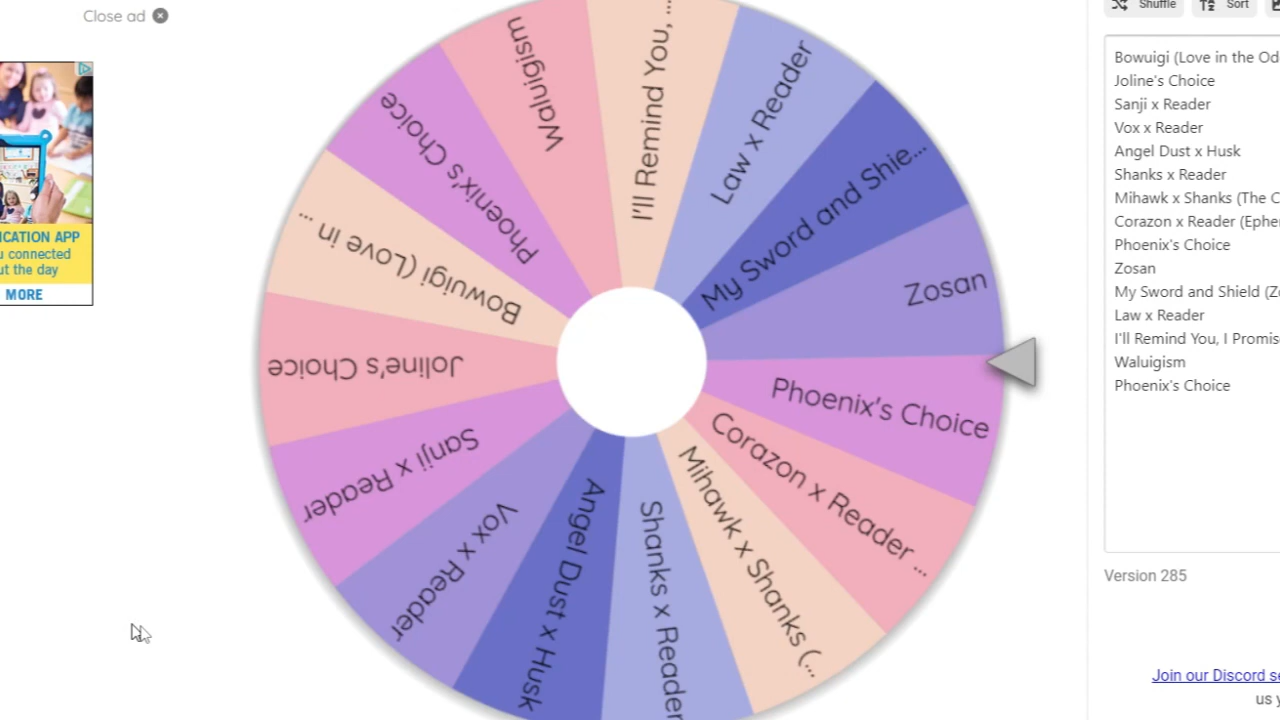 Close ad
Shuffle
Sort
ICATION APP
u connected
ut the day
MORE
Waluigism
I'll Remind You, ...
Law x Reader
My Sword and Shie...
Zosan
Phoenix's Choice
Corazon x Reader ...
Mihawk x Shanks (...
Shanks x Reader
Angel Dust x Husk
Vox x Reader
Sanji x Reader
Joline's Choice
Bowuigi (Love in ...
Phoenix's Choice
Bowuigi (Love in the Od
Joline's Choice
Sanji x Reader
Vox x Reader
Angel Dust x Husk
Shanks x Reader
Mihawk x Shanks (The C
Corazon x Reader (Ephe
Phoenix's Choice
Zosan
My Sword and Shield (Z
Law x Reader
I'll Remind You, I Promis
Waluigism
Phoenix's Choice
Version 285
Join our Discord se
us y